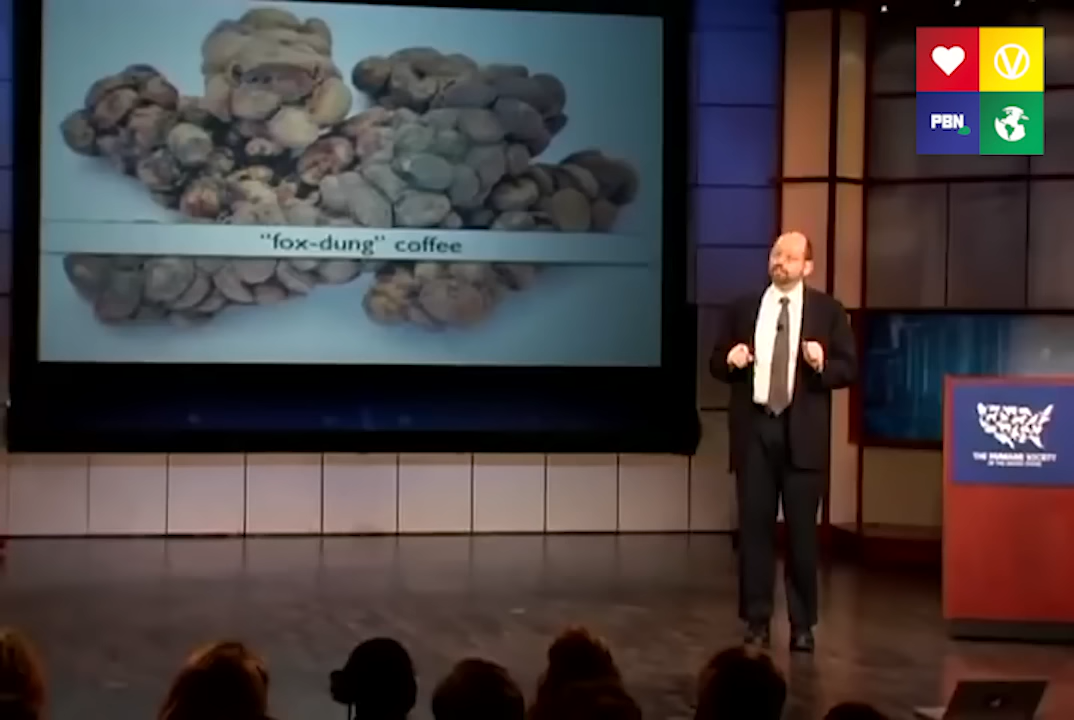 "fox-dung" coffee
V
PBN
THE HUMANE SOCIETY
OF THE UNITED STATES